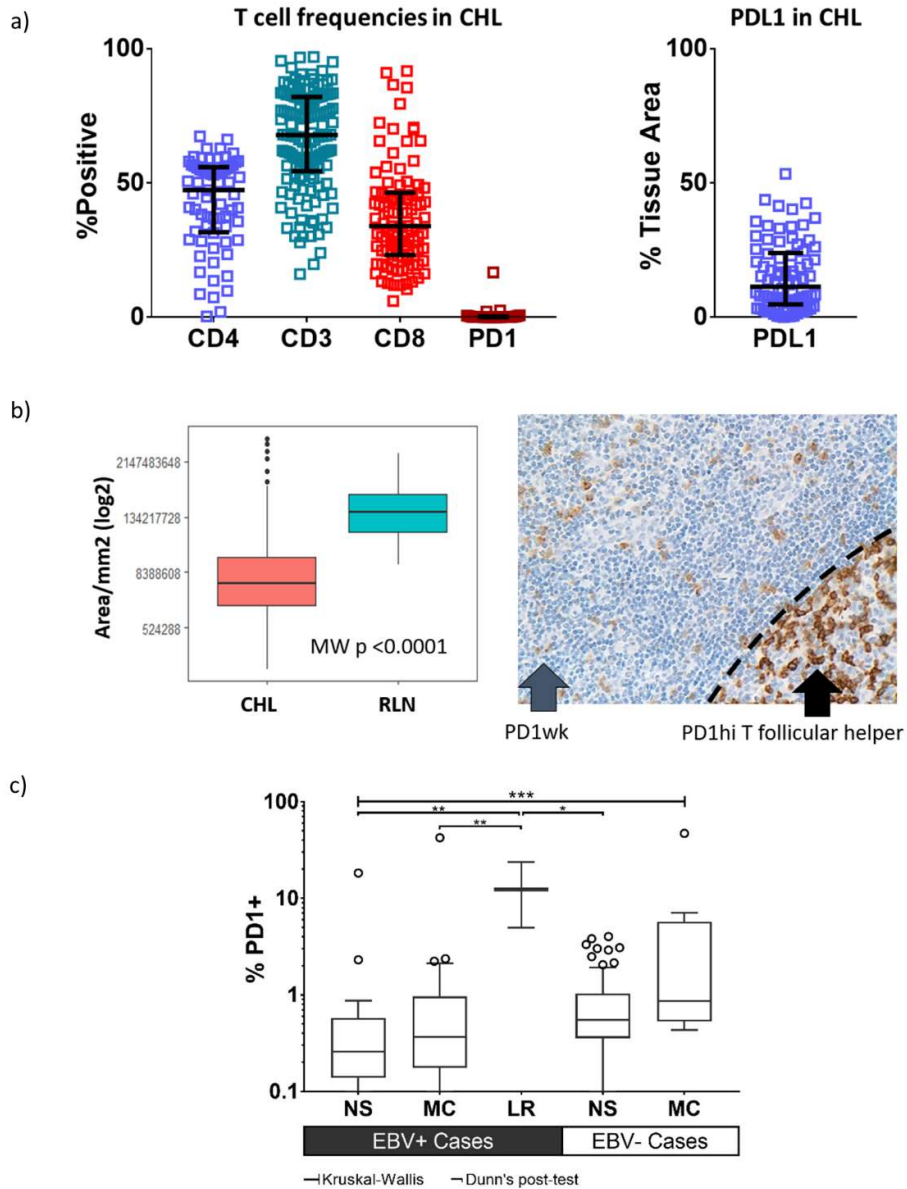 a)
T cell frequencies in CHL
PDL1 in CHL
100
50
0
%Positive
CD4
CD3
CD8
PD1
100
50
0
% Tissue Area
PDL1
b)
2147483648
134217728
8388608
524288
Area/mm2 (log2)
MW p <0.0001
CHL
RLN
PD1wk
PD1hi T follicular helper
c)
100
10
1
0.1
% PD1+
***
**
*
**
NS
MC
LR
NS
MC
EBV+ Cases
EBV- Cases
Kruskal-Wallis
Dunn's post-test